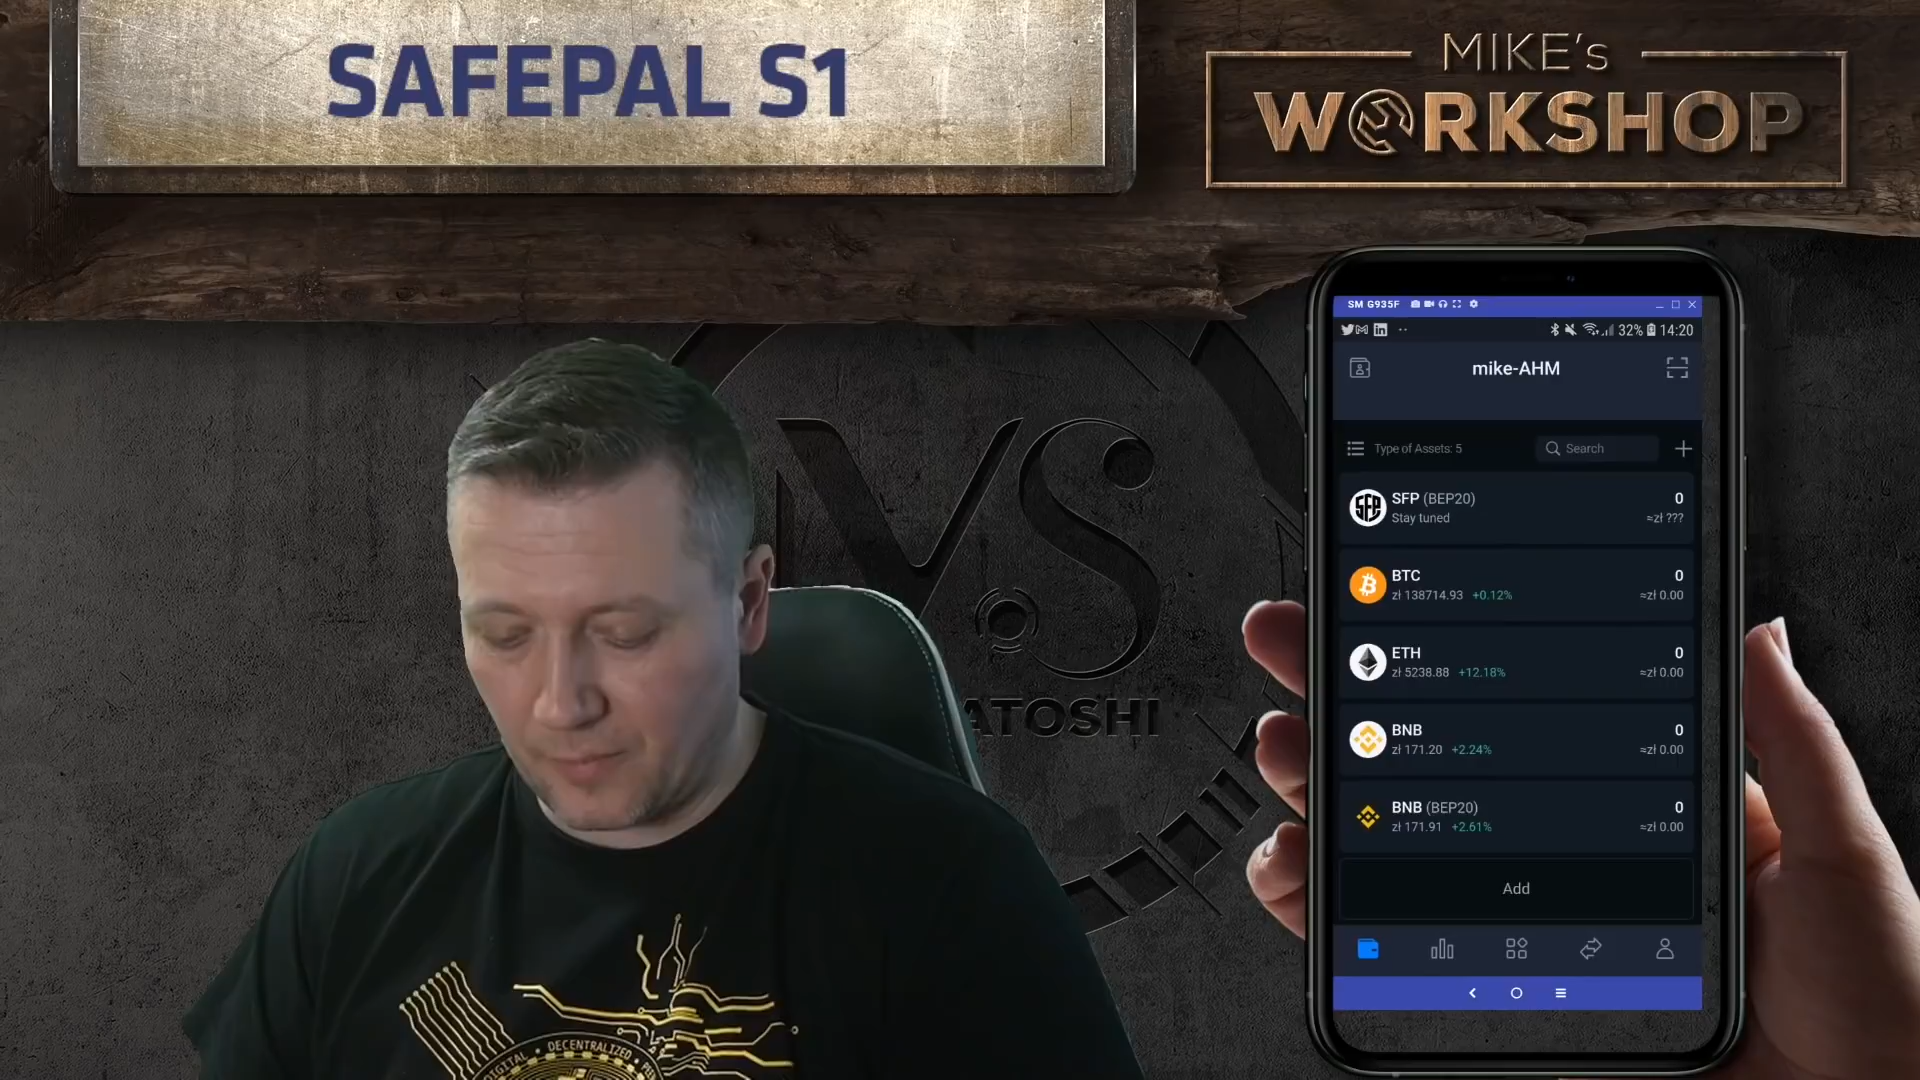 SAFEPAL S1
MIKE's
WORKSHOP
SM G935F
32% 14:20
mike-AHM
Type of Assets: 5
Search
SFP (BEP20)
0
Stay tuned
≈zł ???
BTC
0
zł 138714.93 +0.12%
≈zł 0.00
ETH
0
zł 5238.88 +12.18%
≈zł 0.00
BNB
0
zł 171.20 +2.24%
≈zł 0.00
BNB (BEP20)
0
zł 171.91 +2.61%
≈zł 0.00
Add
VS
ATOSHI
DIGITAL • DECENTRALIZED •